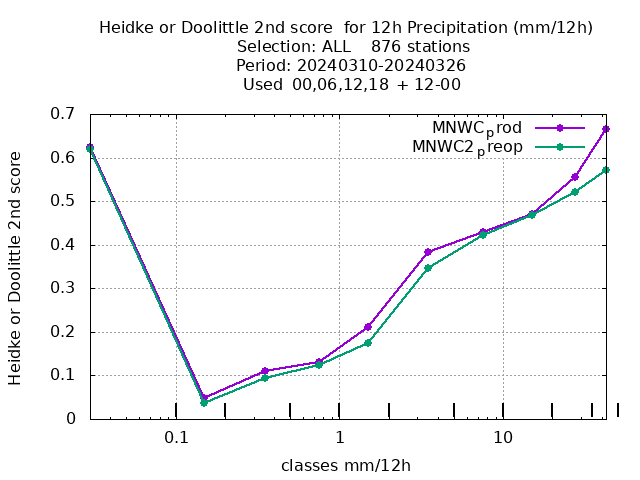 Heidke or Doolittle 2nd score  for 12h Precipitation (mm/12h)
Selection: ALL    876 stations
Period: 20240310-20240326
Used  00,06,12,18 + 12-00
MNWCprod
MNWC2preop
0.7
0.6
0.5
0.4
0.3
0.2
0.1
0
Heidke or Doolittle 2nd score
0.1 1 10
classes mm/12h